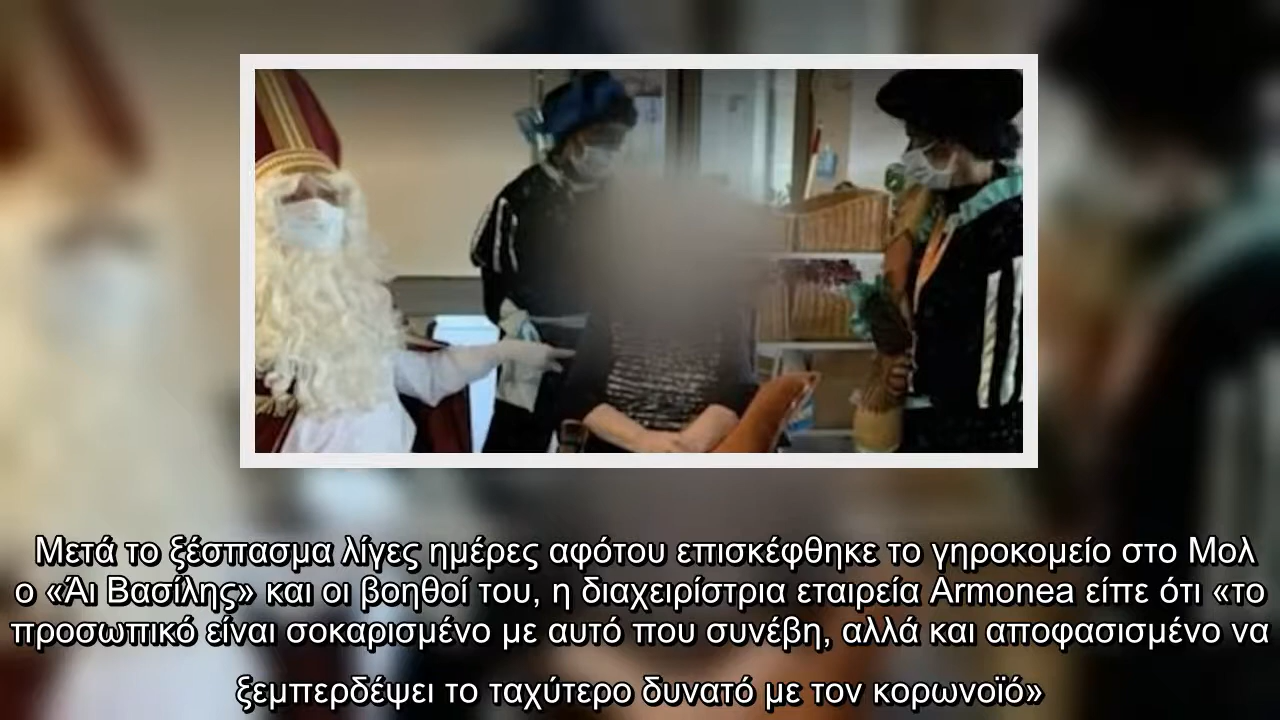 Μετά το ξέσπασμα λίγες ημέρες αφότου επισκέφθηκε το γηροκομείο στο Μολ
ο «Άι Βασίλης» και οι βοηθοί του, η διαχειρίστρια εταιρεία Armonea είπε ότι «το
προσωπικό είναι σοκαρισμένο με αυτό που συνέβη, αλλά και αποφασισμένο να
ξεμπερδέψει το ταχύτερο δυνατό με τον κορωνοϊό»